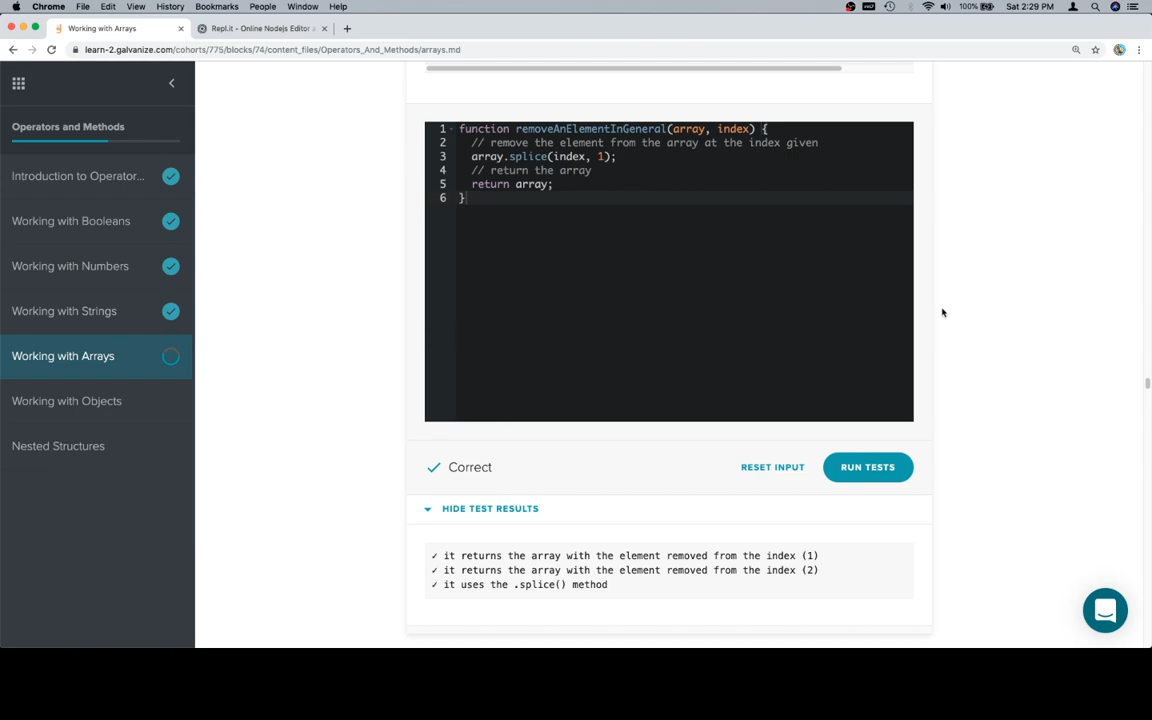 Chrome File Edit View History Bookmarks People Window Help 100% Sat 2:29 PM
Working with Arrays × Repl.it - Online Nodejs Editor × +
learn-2.galvanize.com/cohorts/775/blocks/74/content_files/Operators_And_Methods/arrays.md
Operators and Methods
Introduction to Operator...
Working with Booleans
Working with Numbers
Working with Strings
Working with Arrays
Working with Objects
Nested Structures
1 function removeAnElementInGeneral(array, index) {
2 // remove the element from the array at the index given
3 array.splice(index, 1);
4 // return the array
5 return array;
6 }
✓ Correct
RESET INPUT
RUN TESTS
HIDE TEST RESULTS
✓ it returns the array with the element removed from the index (1)
✓ it returns the array with the element removed from the index (2)
✓ it uses the .splice() method